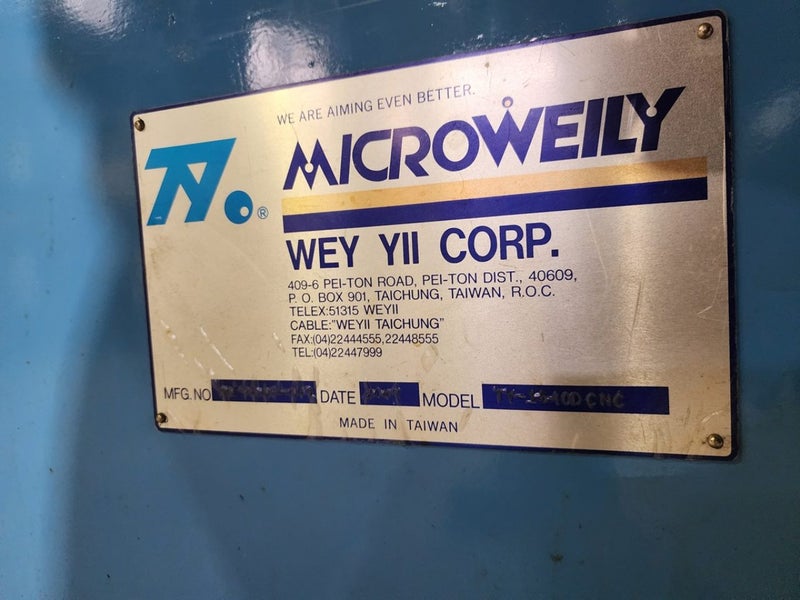 WE ARE AIMING EVEN BETTER.
MICROWEILY
®
WEY YII CORP.
409-6 PEI-TON ROAD, PEI-TON DIST., 40609,
P. O. BOX 901, TAICHUNG, TAIWAN, R.O.C.
TELEX:51315 WEYII
CABLE:"WEYII TAICHUNG"
FAX:(04)22444555,22448555
TEL:(04)22447999
MFG. NO DATE MODEL
MADE IN TAIWAN